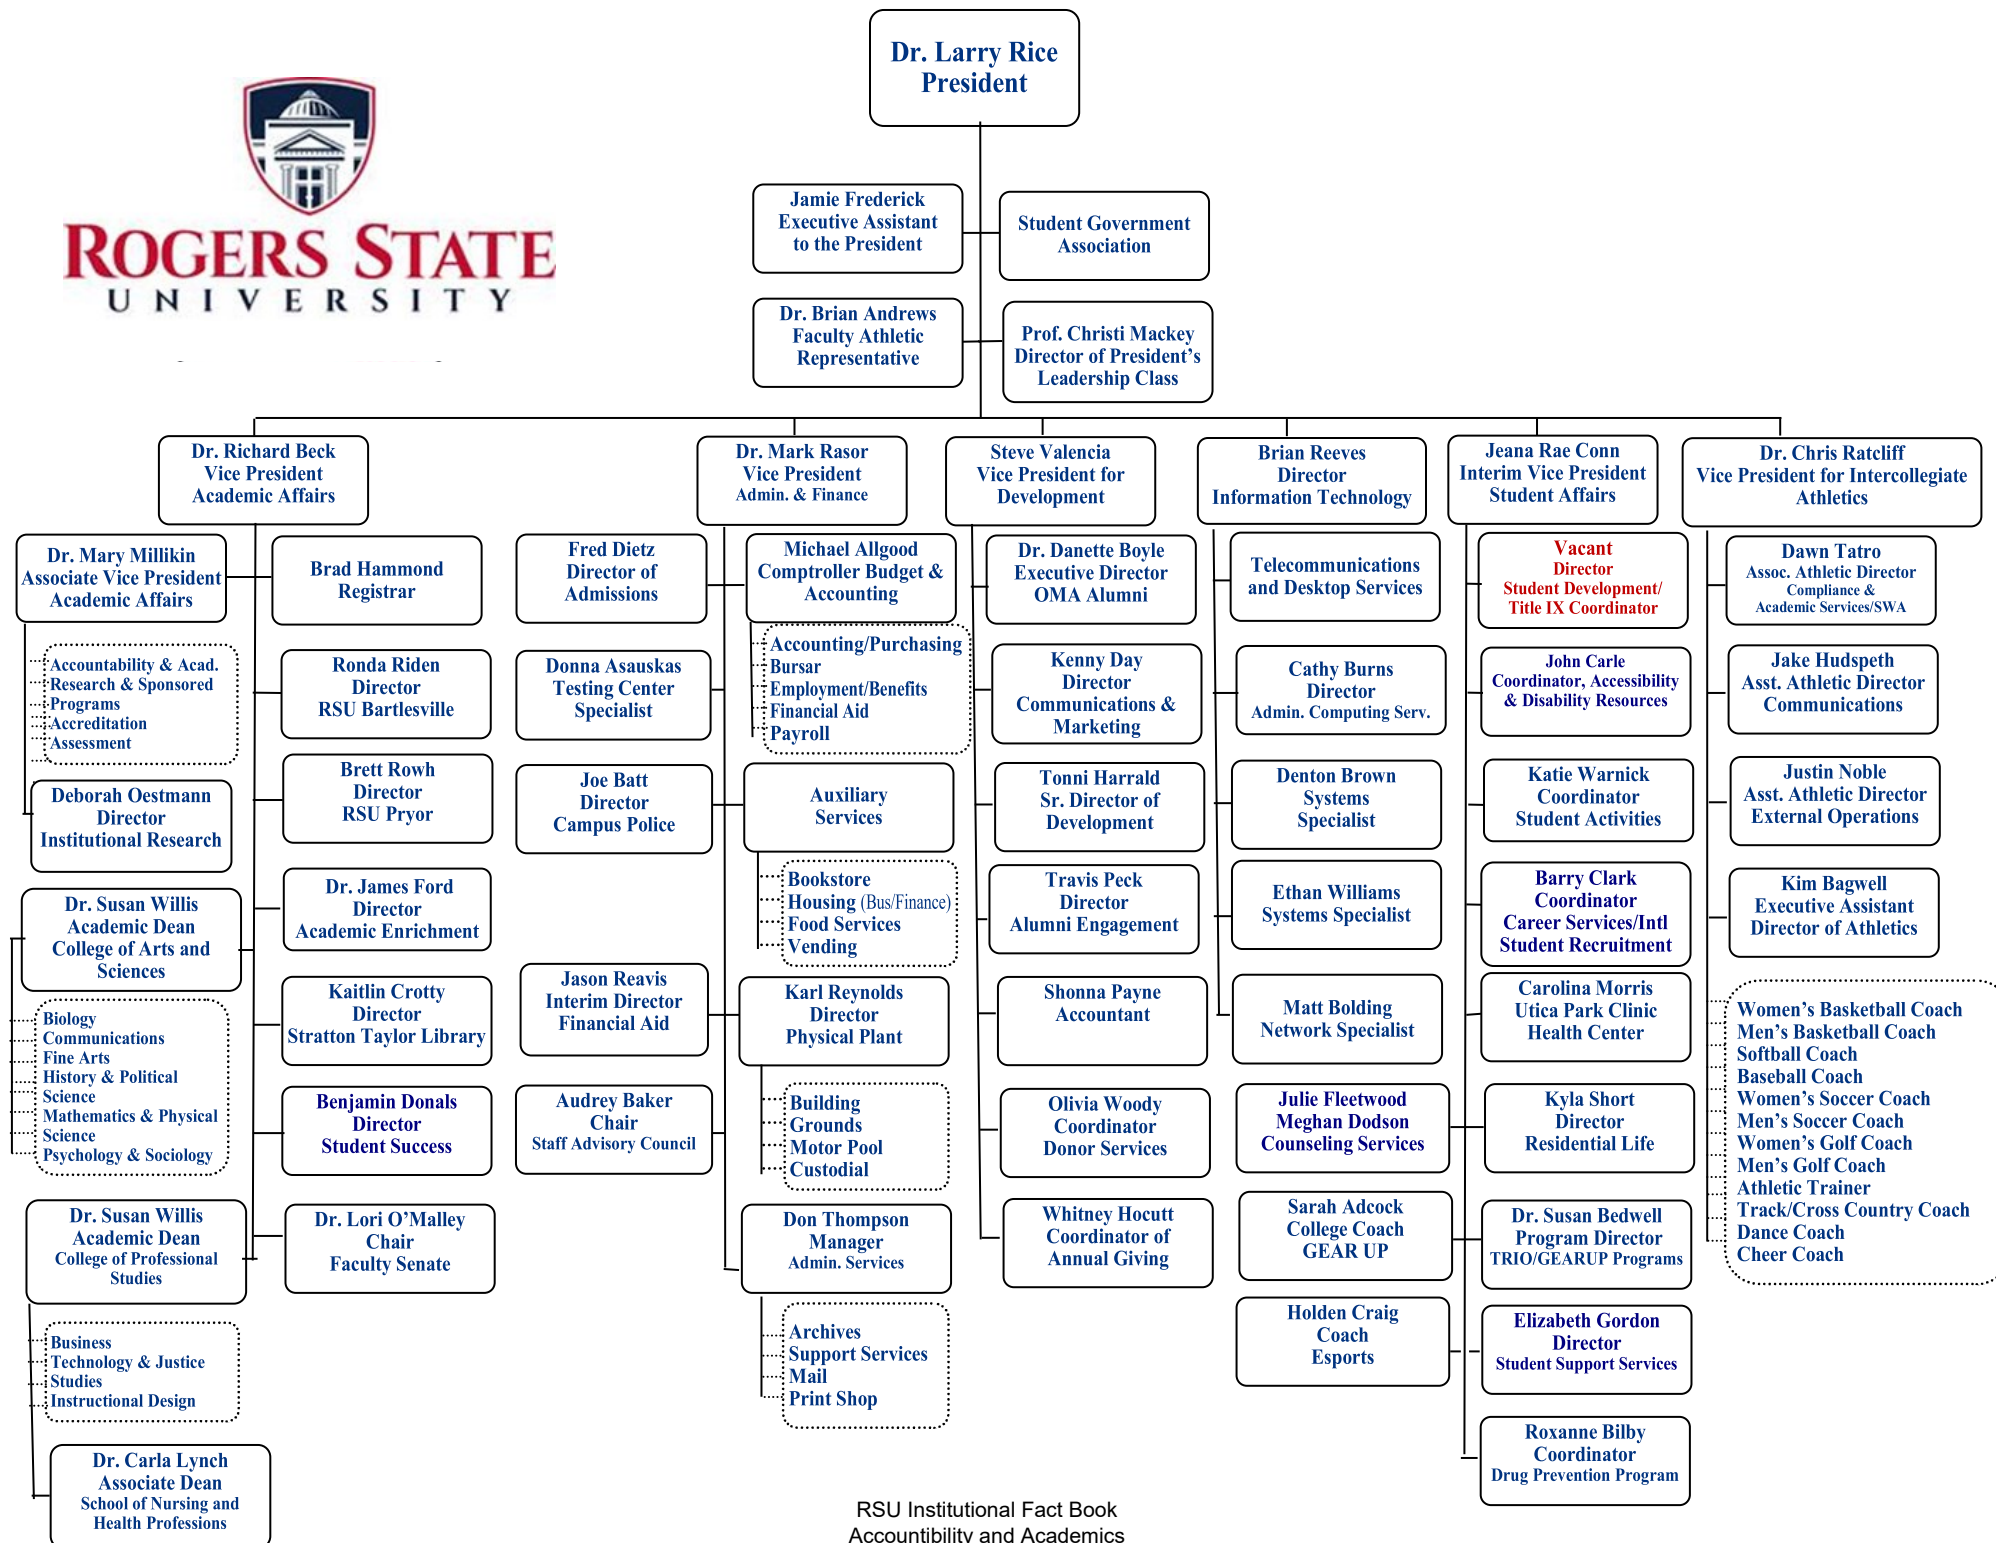 Dr. Larry Rice
President
ROGERS STATE
UNIVERSITY
Jamie Frederick
Executive Assistant
to the President
Student Government
Association
Dr. Brian Andrews
Faculty Athletic
Representative
Prof. Christi Mackey
Director of President’s
Leadership Class
Dr. Richard Beck
Vice President
Academic Affairs
Dr. Mark Rasor
Vice President
Admin. & Finance
Steve Valencia
Vice President for
Development
Brian Reeves
Director
Information Technology
Jeana Rae Conn
Interim Vice President
Student Affairs
Dr. Chris Ratcliff
Vice President for Intercollegiate
Athletics
Dr. Mary Millikin
Associate Vice President
Academic Affairs
Accountability & Acad.
Research & Sponsored
Programs
Accreditation
Assessment
Deborah Oestmann
Director
Institutional Research
Dr. Susan Willis
Academic Dean
College of Arts and
Sciences
Biology
Communications
Fine Arts
History & Political
Science
Mathematics & Physical
Science
Psychology & Sociology
Dr. Susan Willis
Academic Dean
College of Professional
Studies
Business
Technology & Justice
Studies
Instructional Design
Dr. Carla Lynch
Associate Dean
School of Nursing and
Health Professions
Brad Hammond
Registrar
Ronda Riden
Director
RSU Bartlesville
Brett Rowh
Director
RSU Pryor
Dr. James Ford
Director
Academic Enrichment
Kaitlin Crotty
Director
Stratton Taylor Library
Benjamin Donals
Director
Student Success
Dr. Lori O’Malley
Chair
Faculty Senate
Fred Dietz
Director of
Admissions
Donna Asauskas
Testing Center
Specialist
Joe Batt
Director
Campus Police
Jason Reavis
Interim Director
Financial Aid
Audrey Baker
Chair
Staff Advisory Council
Michael Allgood
Comptroller Budget &
Accounting
Accounting/Purchasing
Bursar
Employment/Benefits
Financial Aid
Payroll
Auxiliary
Services
Bookstore
Housing (Bus/Finance)
Food Services
Vending
Karl Reynolds
Director
Physical Plant
Building
Grounds
Motor Pool
Custodial
Don Thompson
Manager
Admin. Services
Archives
Support Services
Mail
Print Shop
Dr. Danette Boyle
Executive Director
OMA Alumni
Kenny Day
Director
Communications &
Marketing
Tonni Harrald
Sr. Director of
Development
Travis Peck
Director
Alumni Engagement
Shonna Payne
Accountant
Olivia Woody
Coordinator
Donor Services
Whitney Hocutt
Coordinator of
Annual Giving
Telecommunications
and Desktop Services
Cathy Burns
Director
Admin. Computing Serv.
Denton Brown
Systems
Specialist
Ethan Williams
Systems Specialist
Matt Bolding
Network Specialist
Julie Fleetwood
Meghan Dodson
Counseling Services
Sarah Adcock
College Coach
GEAR UP
Holden Craig
Coach
Esports
Vacant
Director
Student Development/
Title IX Coordinator
John Carle
Coordinator, Accessibility
& Disability Resources
Katie Warnick
Coordinator
Student Activities
Barry Clark
Coordinator
Career Services/Intl
Student Recruitment
Carolina Morris
Utica Park Clinic
Health Center
Kyla Short
Director
Residential Life
Dr. Susan Bedwell
Program Director
TRIO/GEARUP Programs
Elizabeth Gordon
Director
Student Support Services
Roxanne Bilby
Coordinator
Drug Prevention Program
Dawn Tatro
Assoc. Athletic Director
Compliance &
Academic Services/SWA
Jake Hudspeth
Asst. Athletic Director
Communications
Justin Noble
Asst. Athletic Director
External Operations
Kim Bagwell
Executive Assistant
Director of Athletics
Women’s Basketball Coach
Men’s Basketball Coach
Softball Coach
Baseball Coach
Women’s Soccer Coach
Men’s Soccer Coach
Women’s Golf Coach
Men’s Golf Coach
Athletic Trainer
Track/Cross Country Coach
Dance Coach
Cheer Coach
RSU Institutional Fact Book
Accountibility and Academics